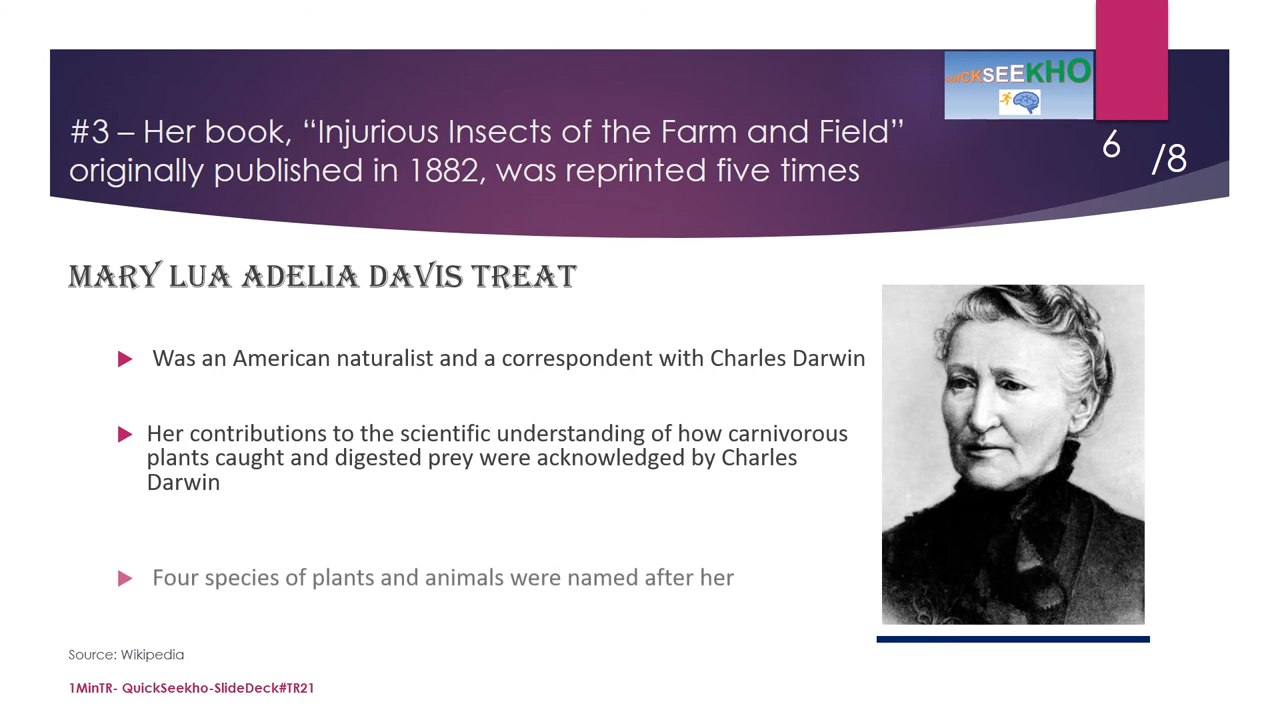 QUICKSEEKHO
#3 – Her book, “Injurious Insects of the Farm and Field”
originally published in 1882, was reprinted five times
6
/8
MARY LUA ADELIA DAVIS TREAT
Was an American naturalist and a correspondent with Charles Darwin
Her contributions to the scientific understanding of how carnivorous
plants caught and digested prey were acknowledged by Charles
Darwin
Four species of plants and animals were named after her
Source: Wikipedia
1MinTR- QuickSeekho-SlideDeck#TR21